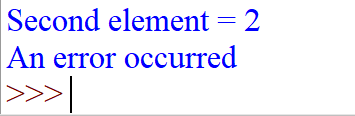 Second element = 2
An error occurred
>>>